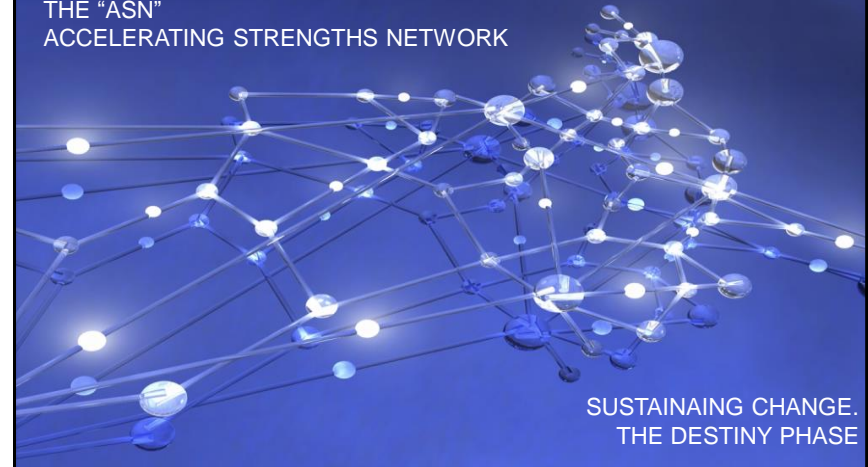 THE “ASN”
ACCELERATING STRENGTHS NETWORK
SUSTAINAING CHANGE.
THE DESTINY PHASE